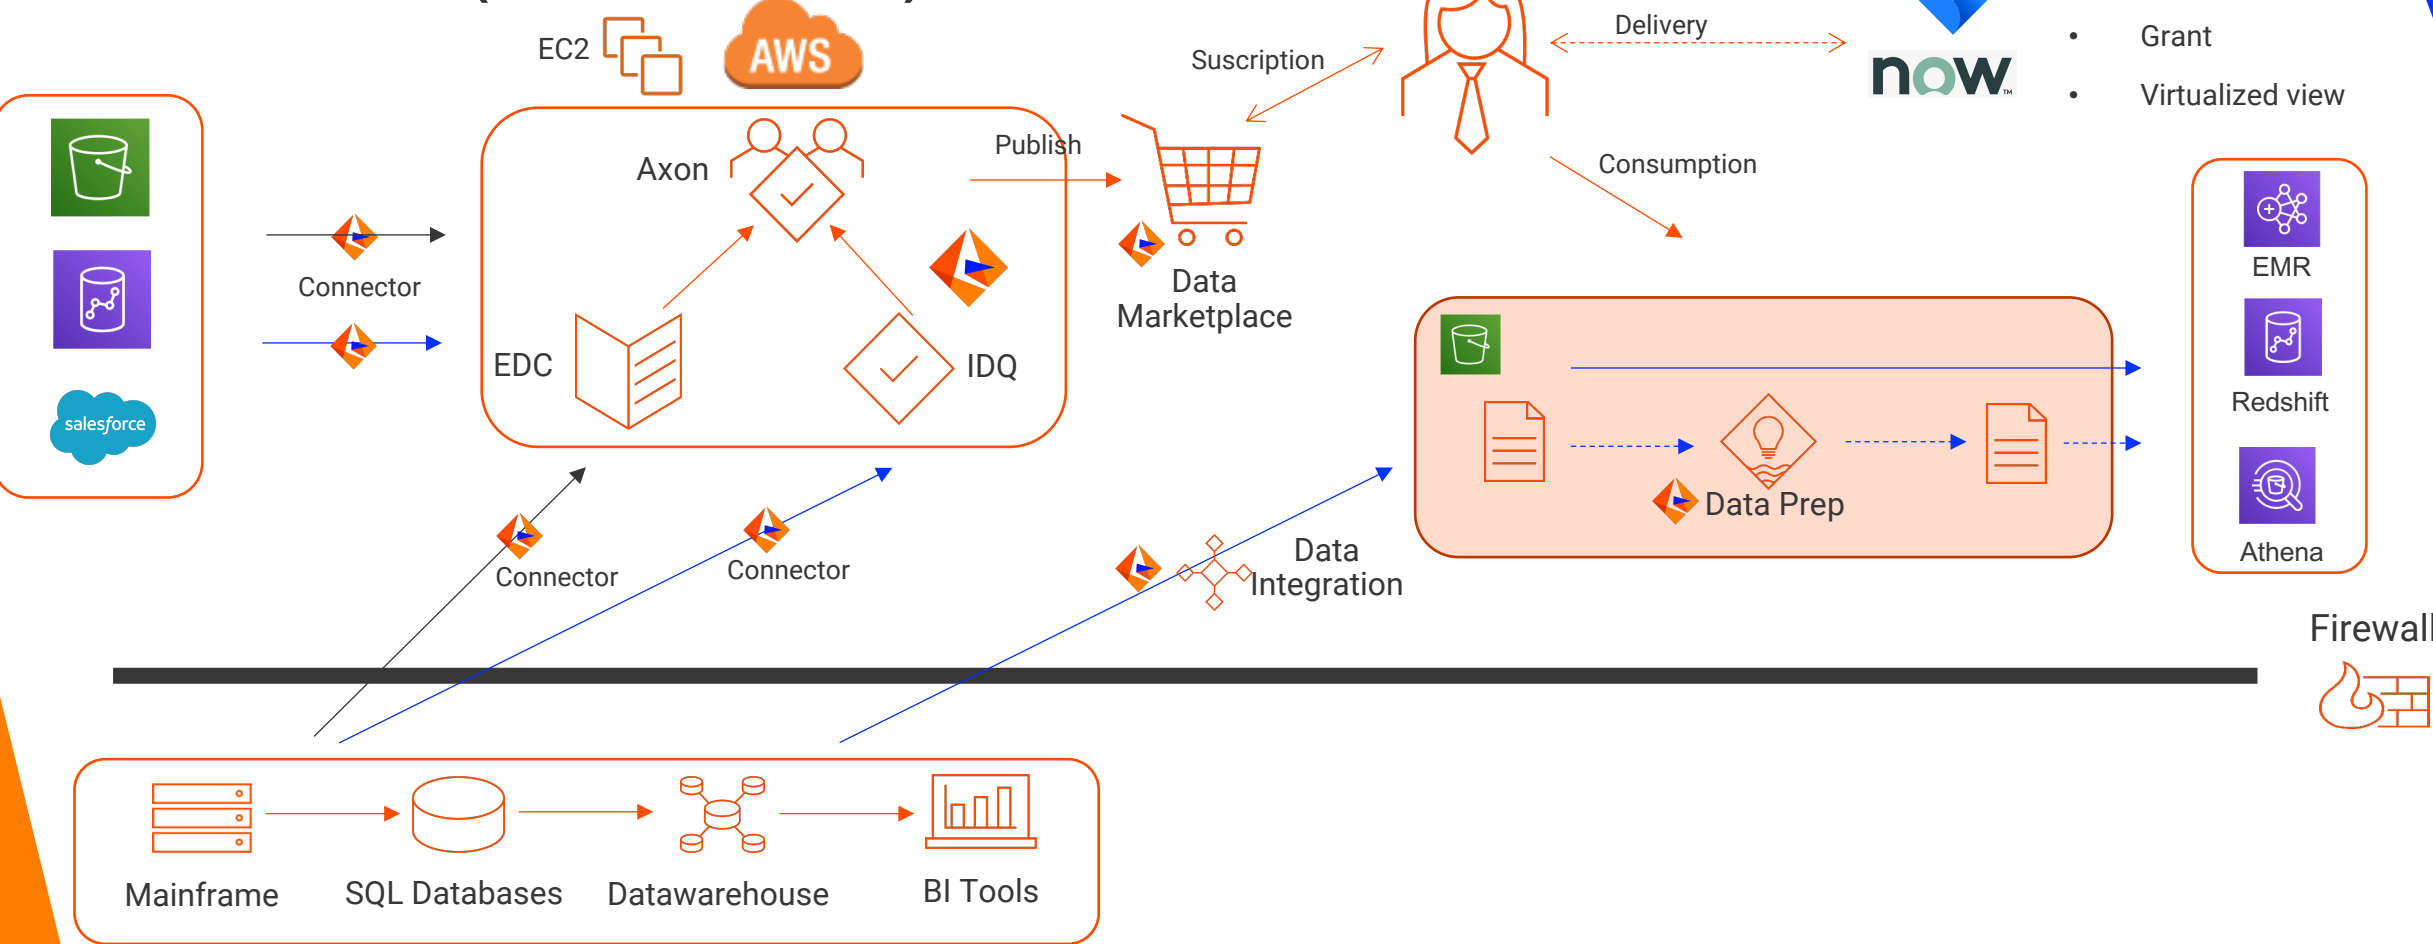 EC2
AWS
Suscription
Delivery
now™
• Grant
• Virtualized view
Axon
Publish
Consumption
Connector
EDC
IDQ
Data
Marketplace
salesforce
EMR
Redshift
Athena
Data Prep
Connector
Connector
Data
Integration
Firewall
Mainframe
SQL Databases
Datawarehouse
BI Tools